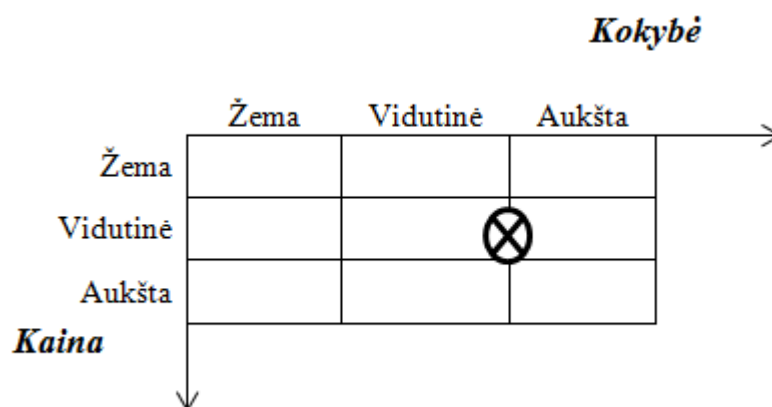 Kokybė
Žema Vidutinė Aukšta
Žema
Vidutinė
Aukšta
Kaina